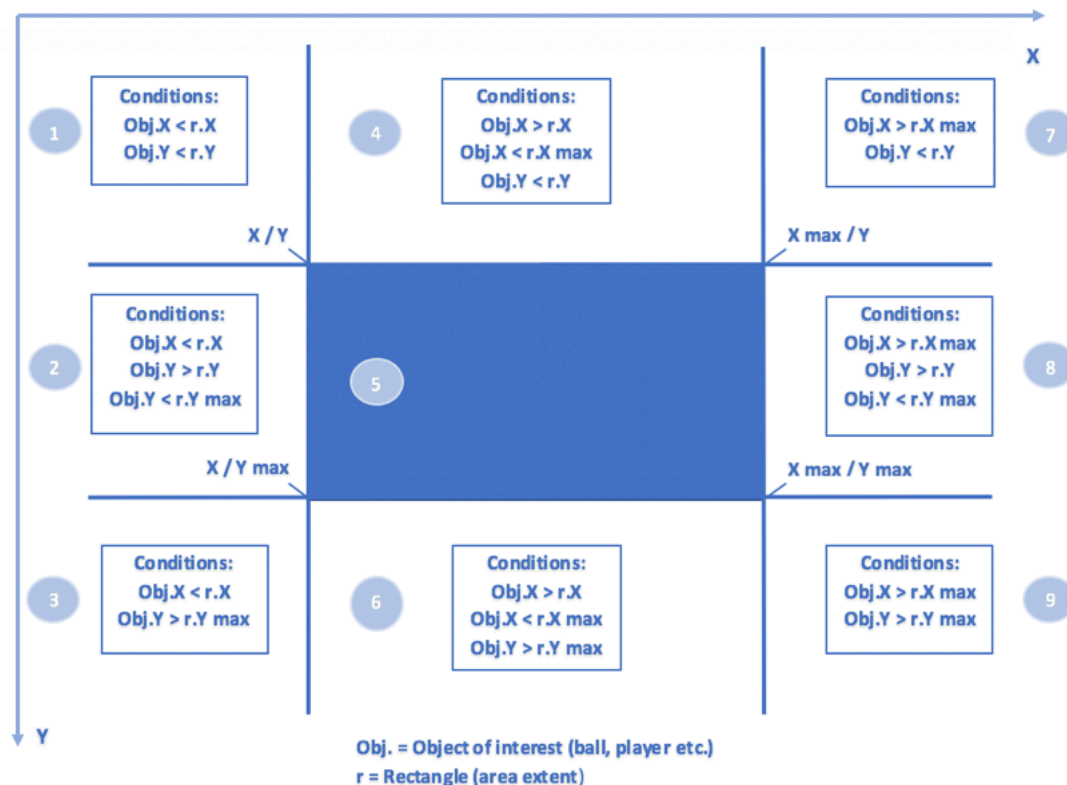 X
1
Conditions:
Obj.X < r.X
Obj.Y < r.Y
4
Conditions:
Obj.X > r.X
Obj.X < r.X max
Obj.Y < r.Y
Conditions:
Obj.X > r.X max
Obj.Y < r.Y
7
X / Y
X max / Y
2
Conditions:
Obj.X < r.X
Obj.Y > r.Y
Obj.Y < r.Y max
5
Conditions:
Obj.X > r.X max
Obj.Y > r.Y
Obj.Y < r.Y max
8
X / Y max
X max / Y max
3
Conditions:
Obj.X < r.X
Obj.Y > r.Y max
6
Conditions:
Obj.X > r.X
Obj.X < r.X max
Obj.Y > r.Y max
Conditions:
Obj.X > r.X max
Obj.Y > r.Y max
9
Y
Obj. = Object of interest (ball, player etc.)
r = Rectangle (area extent)